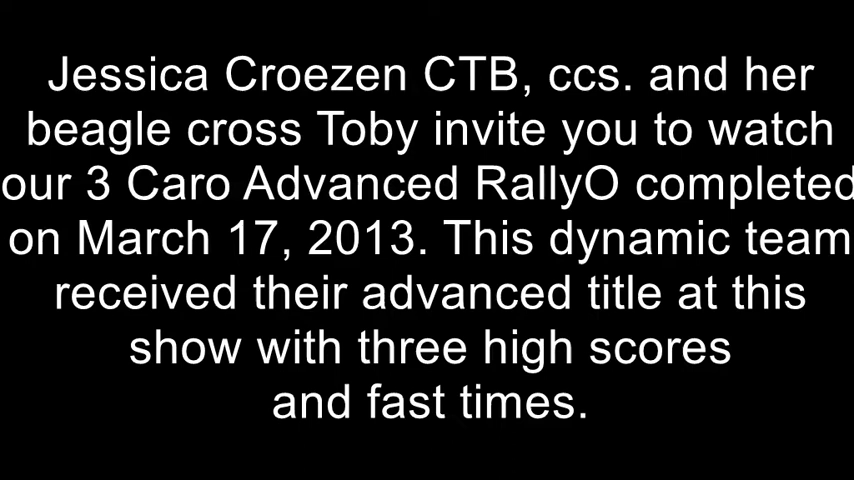 Jessica Croezen CTB, ccs. and her
beagle cross Toby invite you to watch
our 3 Caro Advanced RallyO completed
on March 17, 2013. This dynamic team
received their advanced title at this
show with three high scores
and fast times.